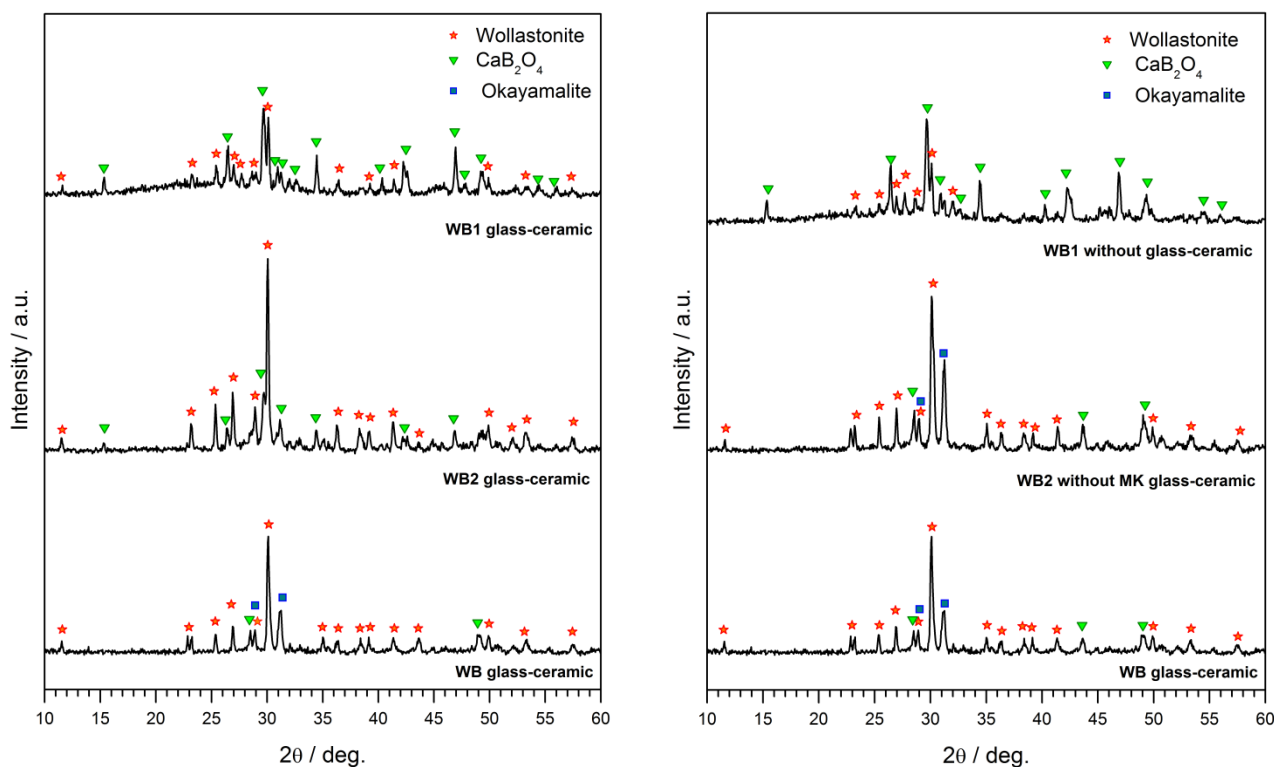 Wollastonite
CaB₂O₄
Okayamalite
WB1 glass-ceramic
WB2 glass-ceramic
WB glass-ceramic
Intensity / a.u.
10 15 20 25 30 35 40 45 50 55 60
2θ / deg.
Wollastonite
CaB₂O₄
Okayamalite
WB1 without glass-ceramic
WB2 without MK glass-ceramic
WB glass-ceramic
Intensity / a.u.
10 15 20 25 30 35 40 45 50 55 60
2θ / deg.